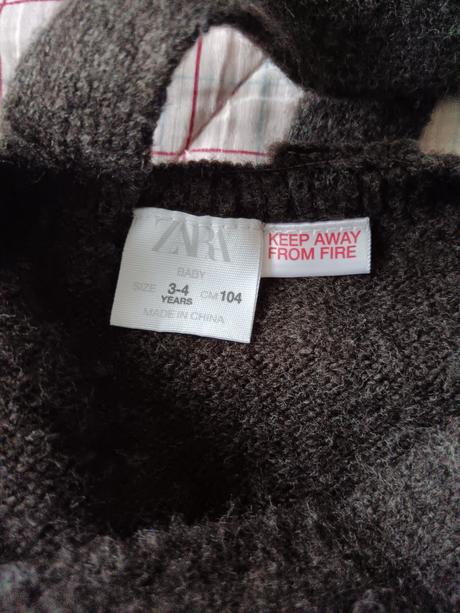 ZARA
BABY
SIZE 3-4 YEARS CM 104
MADE IN CHINA
KEEP AWAY
FROM FIRE